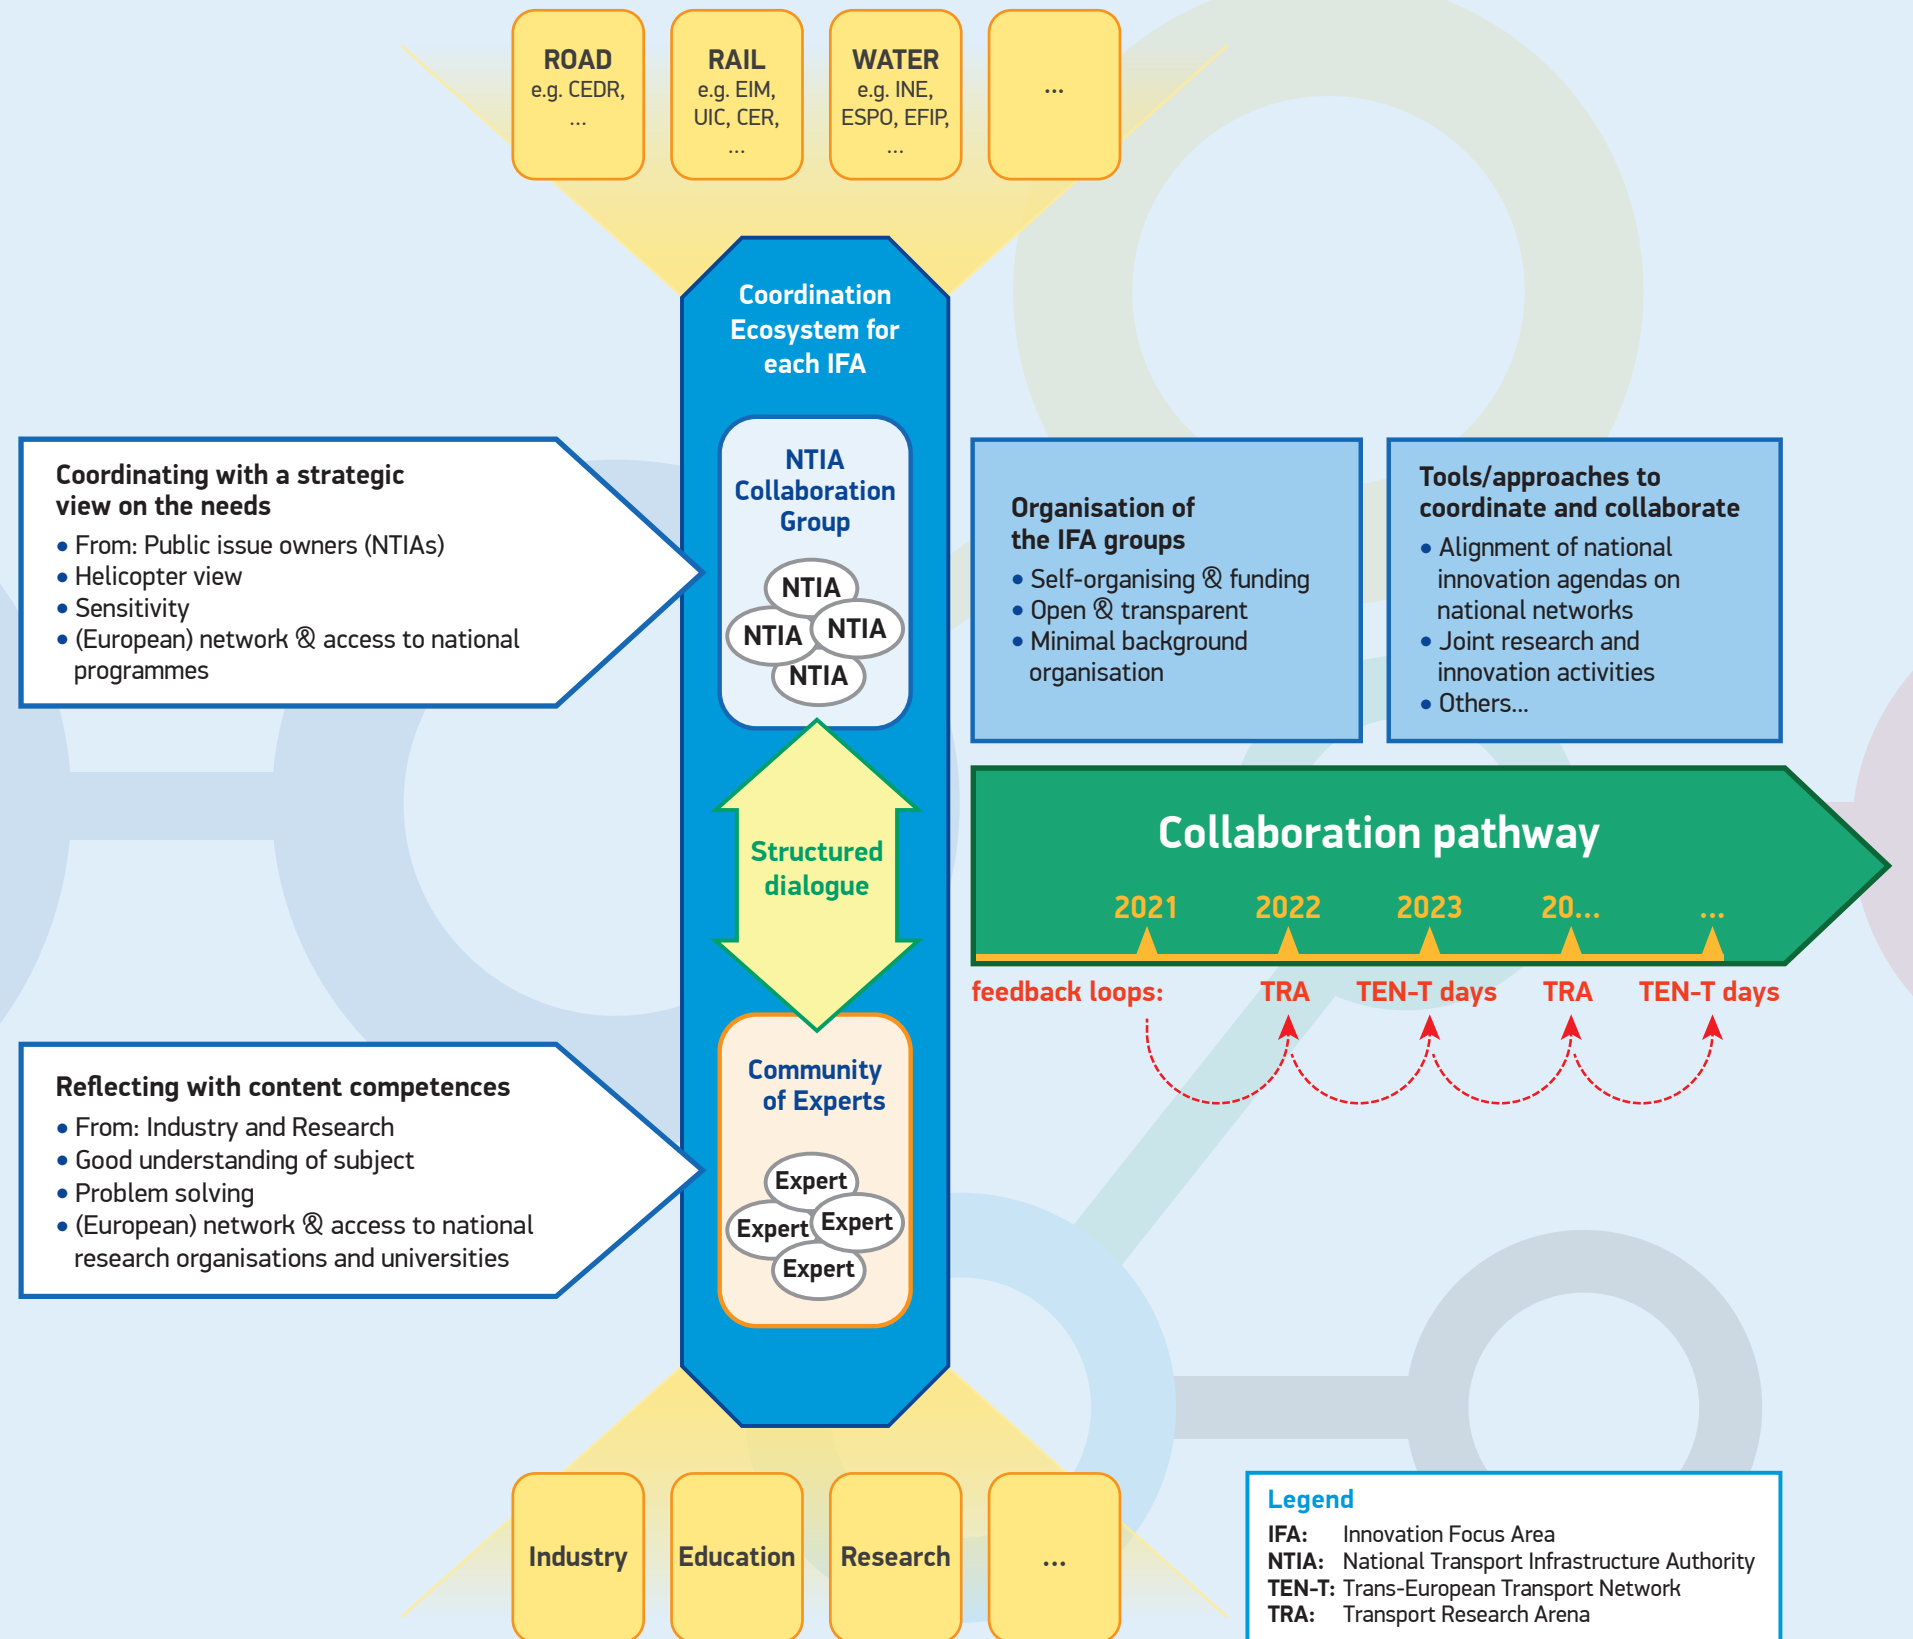 ROAD
e.g. CEDR,
...
RAIL
e.g. EIM,
UIC, CER,
...
WATER
e.g. INE,
ESPO, EFIP,
...
...
Coordination
Ecosystem for
each IFA
Coordinating with a strategic
view on the needs
• From: Public issue owners (NTIAs)
• Helicopter view
• Sensitivity
• (European) network & access to national
programmes
NTIA
Collaboration
Group
NTIA
NTIA
NTIA
NTIA
Organisation of
the IFA groups
• Self-organising & funding
• Open & transparent
• Minimal background
organisation
Tools/approaches to
coordinate and collaborate
• Alignment of national
innovation agendas on
national networks
• Joint research and
innovation activities
• Others...
Structured
dialogue
Collaboration pathway
2021 2022 2023 20... ...
feedback loops: TRA TEN-T days TRA TEN-T days
Reflecting with content competences
• From: Industry and Research
• Good understanding of subject
• Problem solving
• (European) network & access to national
research organisations and universities
Community
of Experts
Expert
Expert
Expert
Expert
Industry
Education
Research
...
Legend
IFA: Innovation Focus Area
NTIA: National Transport Infrastructure Authority
TEN-T: Trans-European Transport Network
TRA: Transport Research Arena